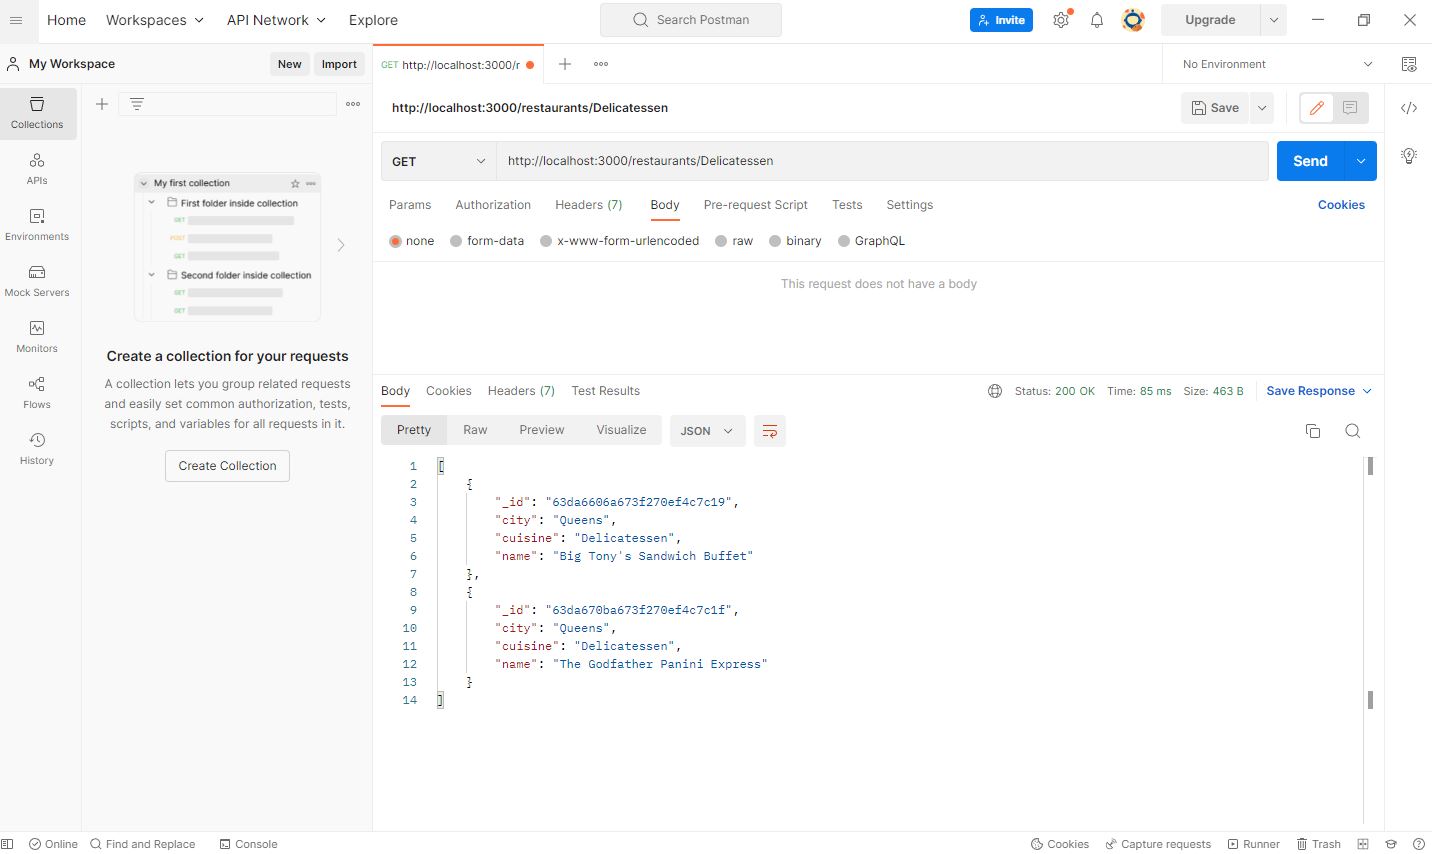 Home Workspaces API Network Explore Search Postman Invite Upgrade
My Workspace New Import GET http://localhost:3000/r No Environment
Collections
APIs
Environments
Mock Servers
Monitors
Flows
History
My first collection
First folder inside collection
GET
POST
GET
Second folder inside collection
GET
GET
Create a collection for your requests
A collection lets you group related requests
and easily set common authorization, tests,
scripts, and variables for all requests in it.
Create Collection
http://localhost:3000/restaurants/Delicatessen Save
GET http://localhost:3000/restaurants/Delicatessen Send
Params Authorization Headers (7) Body Pre-request Script Tests Settings Cookies
none form-data x-www-form-urlencoded raw binary GraphQL
This request does not have a body
Body Cookies Headers (7) Test Results Status: 200 OK Time: 85 ms Size: 463 B Save Response
Pretty Raw Preview Visualize JSON
1 [
2 {
3 "_id": "63da6606a673f270ef4c7c19",
4 "city": "Queens",
5 "cuisine": "Delicatessen",
6 "name": "Big Tony's Sandwich Buffet"
7 },
8 {
9 "_id": "63da670ba673f270ef4c7c1f",
10 "city": "Queens",
11 "cuisine": "Delicatessen",
12 "name": "The Godfather Panini Express"
13 }
14 ]
Online Find and Replace Console Cookies Capture requests Runner Trash